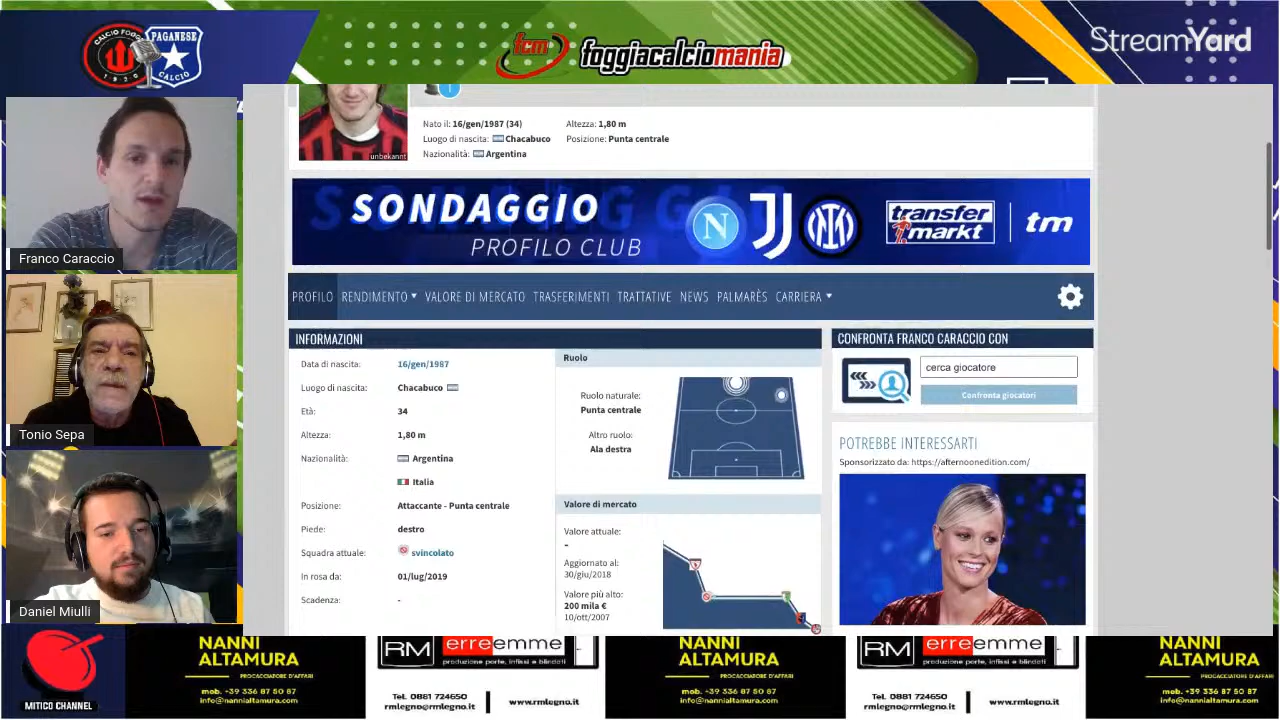 CALCIO FOGGIA
1920
PAGANESE
CALCIO
fcm foggiacalciomania
StreamYard
unbekannt
Nato il: 16/gen/1987 (34)
Altezza: 1,80 m
Luogo di nascita: Chacabuco
Posizione: Punta centrale
Nazionalità: Argentina
SONDAGGIO
PROFILO CLUB
N
transfer
markt
tm
PROFILO RENDIMENTO VALORE DI MERCATO TRASFERIMENTI TRATTATIVE NEWS PALMARÈS CARRIERA
INFORMAZIONI
Data di nascita: 16/gen/1987
Luogo di nascita: Chacabuco
Età: 34
Altezza: 1,80 m
Nazionalità: Argentina
Italia
Posizione: Attaccante - Punta centrale
Piede: destro
Squadra attuale: svincolato
In rosa da: 01/lug/2019
Scadenza: -
Ruolo
Ruolo naturale:
Punta centrale
Altro ruolo:
Ala destra
Valore di mercato
Valore attuale:
-
Aggiornato al:
30/giu/2018
Valore più alto:
200 mila €
10/ott/2007
CONFRONTA FRANCO CARACCIO CON
cerca giocatore
Confronta giocatori
POTREBBE INTERESSARTI
Sponsorizzato da: https://afternoonedition.com/
Franco Caraccio
Tonio Sepa
Daniel Miulli
MITICO CHANNEL
NANNI
ALTAMURA
PROCACCIATORE D'AFFARI
mob. +39 336 87 50 87
info@nannialtamura.com
RM erreemme
produzione porte, infissi e blindati
Tel. 0881 724650
rmlegno@rmlegno.it
www.rmlegno.it
NANNI
ALTAMURA
PROCACCIATORE D'AFFARI
mob. +39 336 87 50 87
info@nannialtamura.com
RM erreemme
produzione porte, infissi e blindati
Tel. 0881 724650
rmlegno@rmlegno.it
www.rmlegno.it
NANNI
ALTAMURA
PROCACCIATORE D'AFFARI
mob. +39 336 87 50 87
info@nannialtamura.com